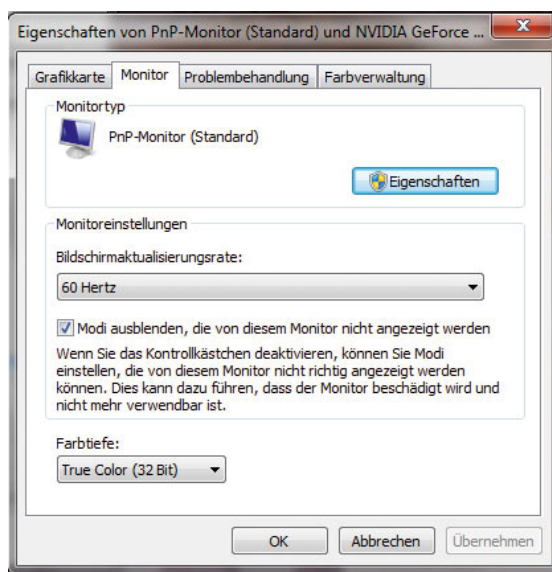 Eigenschaften von PnP-Monitor (Standard) und NVIDIA GeForce ...
Grafikkarte Monitor Problembehandlung Farbverwaltung
Monitortyp
PnP-Monitor (Standard)
Eigenschaften
Monitoreinstellungen
Bildschirmaktualisierungsrate:
60 Hertz
Modi ausblenden, die von diesem Monitor nicht angezeigt werden
Wenn Sie das Kontrollkästchen deaktivieren, können Sie Modi
einstellen, die von diesem Monitor nicht richtig angezeigt werden
können. Dies kann dazu führen, dass der Monitor beschädigt wird und
nicht mehr verwendbar ist.
Farbtiefe:
True Color (32 Bit)
OK Abbrechen Übernehmen